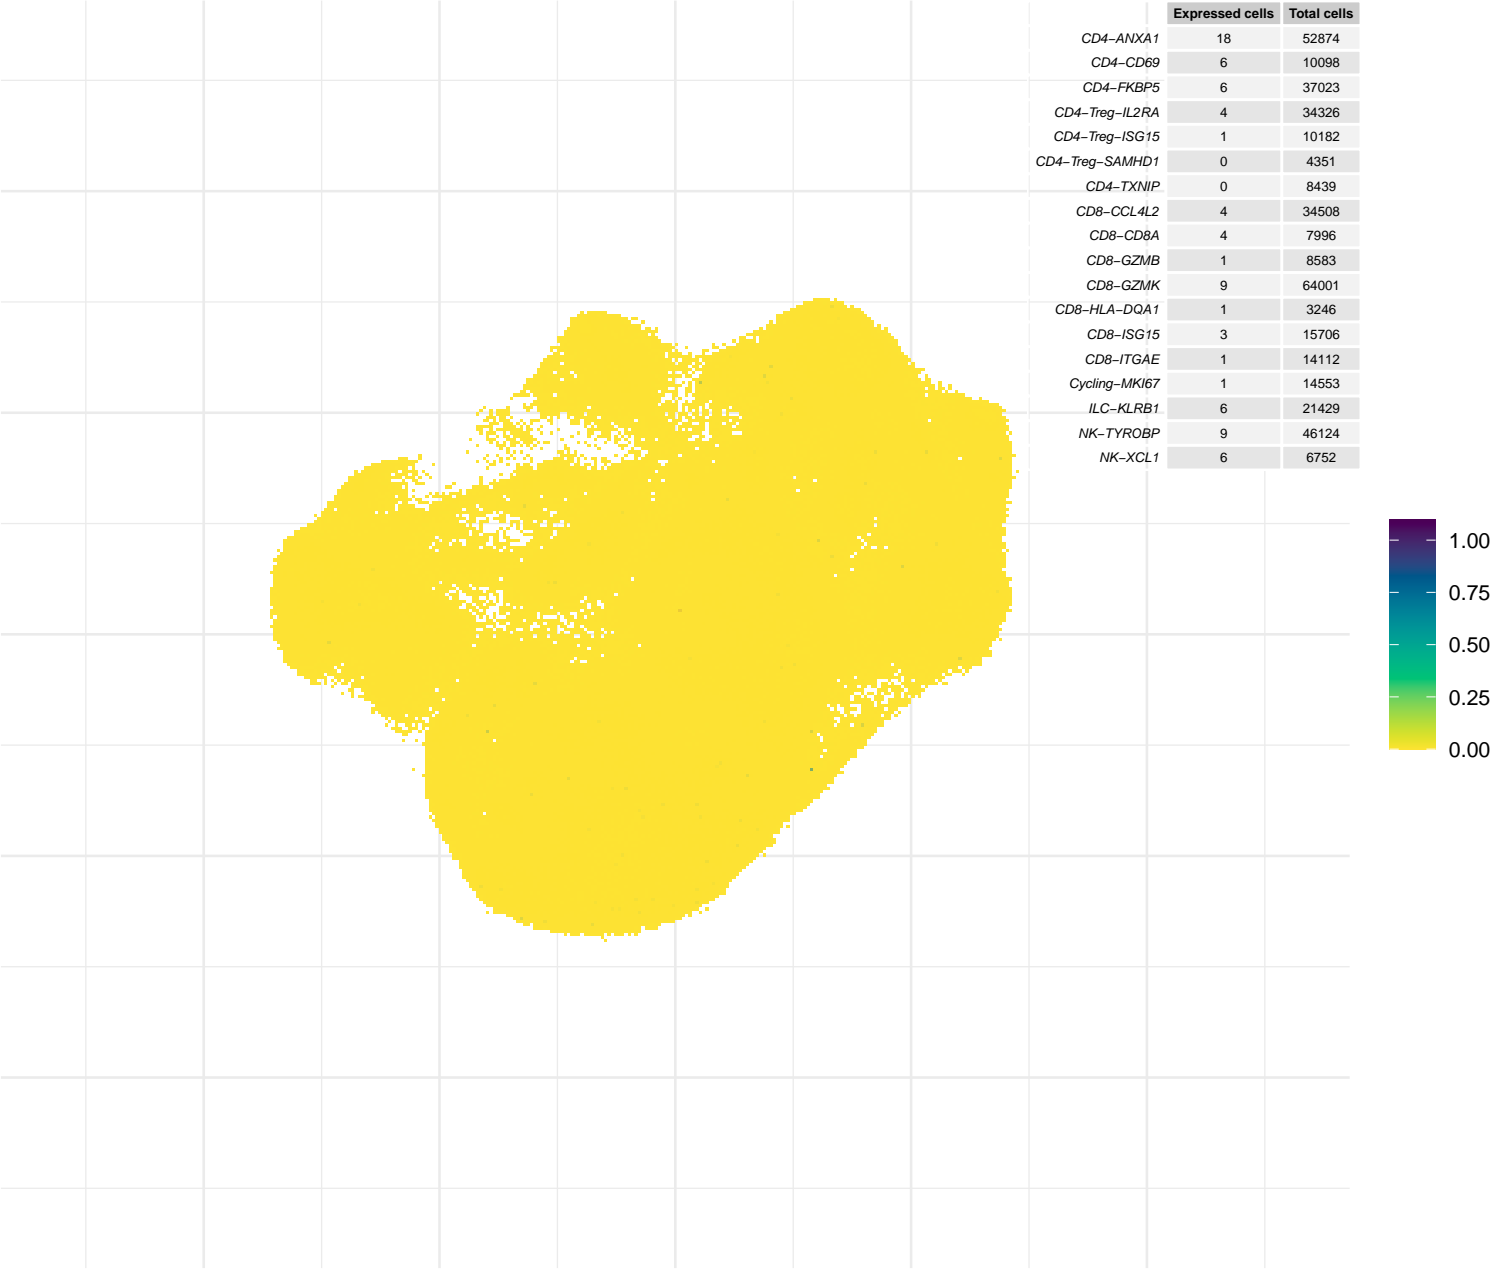 Expressed cells Total cells
CD4−ANXA1 18 52874
CD4−CD69 6 10098
CD4−FKBP5 6 37023
CD4−Treg−IL2RA 4 34326
CD4−Treg−ISG15 1 10182
CD4−Treg−SAMHD1 0 4351
CD4−TXNIP 0 8439
CD8−CCL4L2 4 34508
CD8−CD8A 4 7996
CD8−GZMB 1 8583
CD8−GZMK 9 64001
CD8−HLA−DQA1 1 3246
CD8−ISG15 3 15706
CD8−ITGAE 1 14112
Cycling−MKI67 1 14553
ILC−KLRB1 6 21429
NK−TYROBP 9 46124
NK−XCL1 6 6752
1.00
0.75
0.50
0.25
0.00